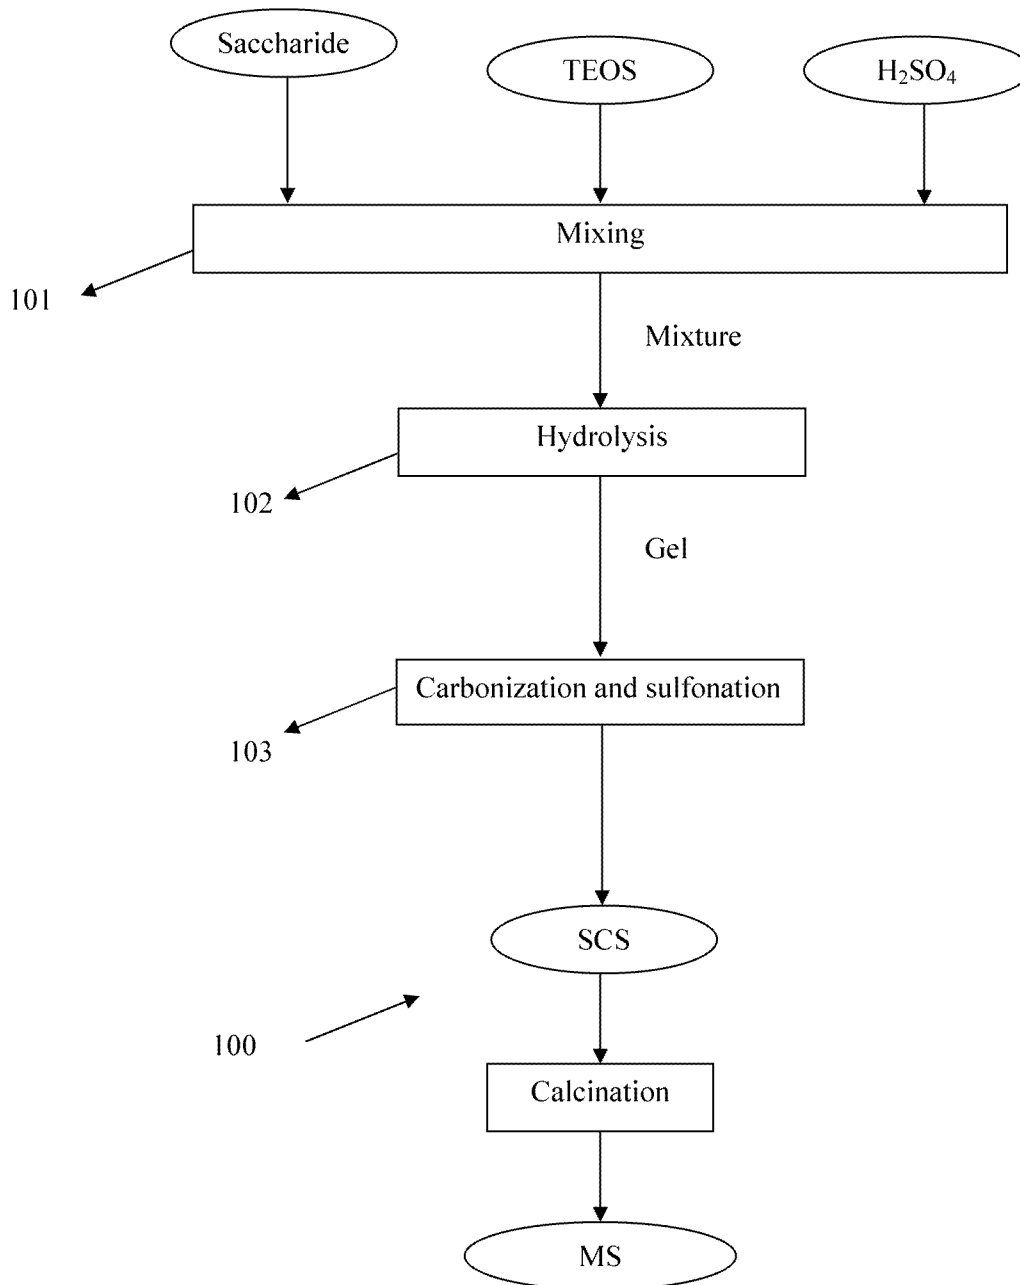 Saccharide
TEOS
H₂SO₄
Mixing
101
Mixture
Hydrolysis
102
Gel
Carbonization and sulfonation
103
SCS
100
Calcination
MS